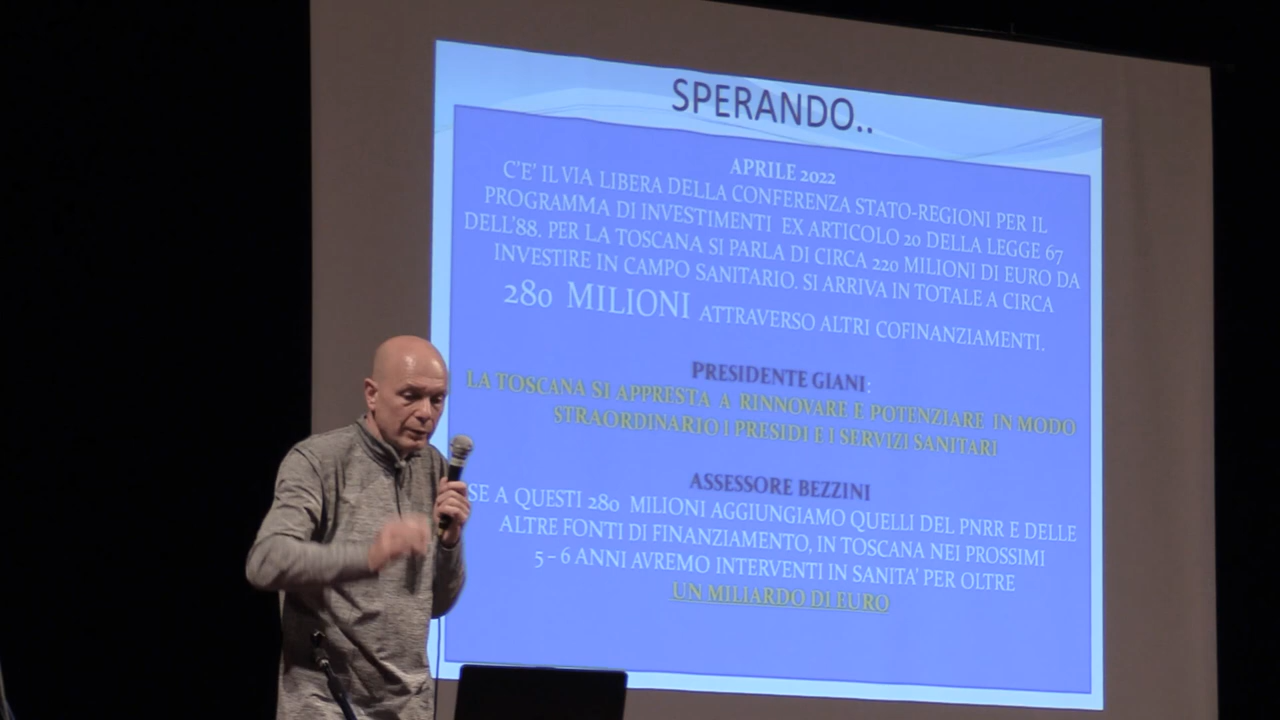 SPERANDO..
APRILE 2022
C'E' IL VIA LIBERA DELLA CONFERENZA STATO-REGIONI PER IL
PROGRAMMA DI INVESTIMENTI EX ARTICOLO 20 DELLA LEGGE 67
DELL'88. PER LA TOSCANA SI PARLA DI CIRCA 220 MILIONI DI EURO DA
INVESTIRE IN CAMPO SANITARIO. SI ARRIVA IN TOTALE A CIRCA
280 MILIONI ATTRAVERSO ALTRI COFINANZIAMENTI.
PRESIDENTE GIANI:
LA TOSCANA SI APPRESTA A RINNOVARE E POTENZIARE IN MODO
STRAORDINARIO I PRESIDI E I SERVIZI SANITARI
ASSESSORE BEZZINI
SE A QUESTI 280 MILIONI AGGIUNGIAMO QUELLI DEL PNRR E DELLE
ALTRE FONTI DI FINANZIAMENTO, IN TOSCANA NEI PROSSIMI
5 – 6 ANNI AVREMO INTERVENTI IN SANITA' PER OLTRE
UN MILIARDO DI EURO